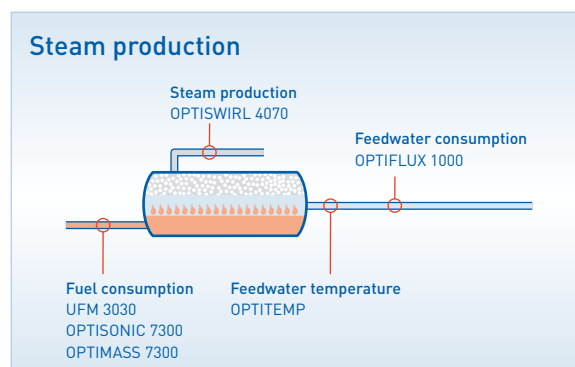 Steam production
Steam production
OPTISWIRL 4070
Feedwater consumption
OPTIFLUX 1000
Fuel consumption
UFM 3030
OPTISONIC 7300
OPTIMASS 7300
Feedwater temperature
OPTITEMP